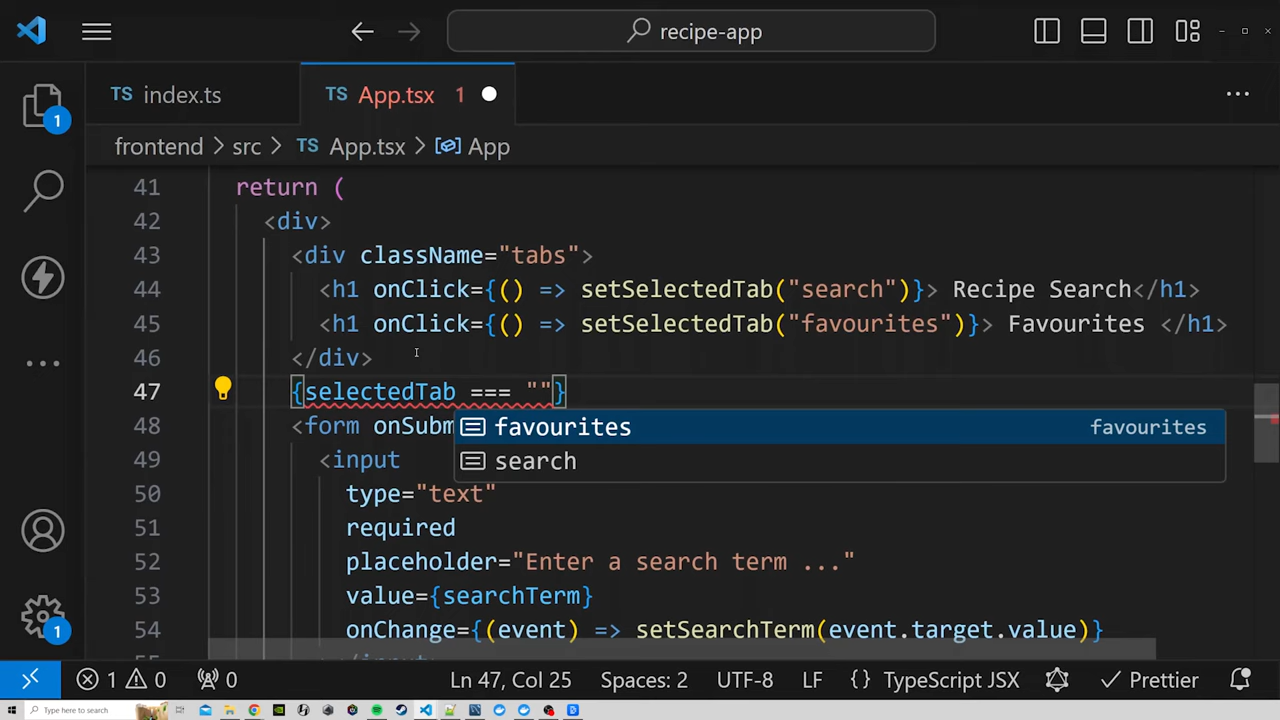 recipe-app
TS index.ts
TS App.tsx 1
frontend > src > TS App.tsx > App
41 return (
42 <div>
43 <div className="tabs">
44 <h1 onClick={() => setSelectedTab("search")}> Recipe Search</h1>
45 <h1 onClick={() => setSelectedTab("favourites")}> Favourites </h1>
46 </div>
47 {selectedTab === ""}
48 <form onSubm
favourites favourites
search
49 <input
50 type="text"
51 required
52 placeholder="Enter a search term ..."
53 value={searchTerm}
54 onChange={(event) => setSearchTerm(event.target.value)}
1
1
1 0 0 Ln 47, Col 25 Spaces: 2 UTF-8 LF {} TypeScript JSX Prettier
Type here to search